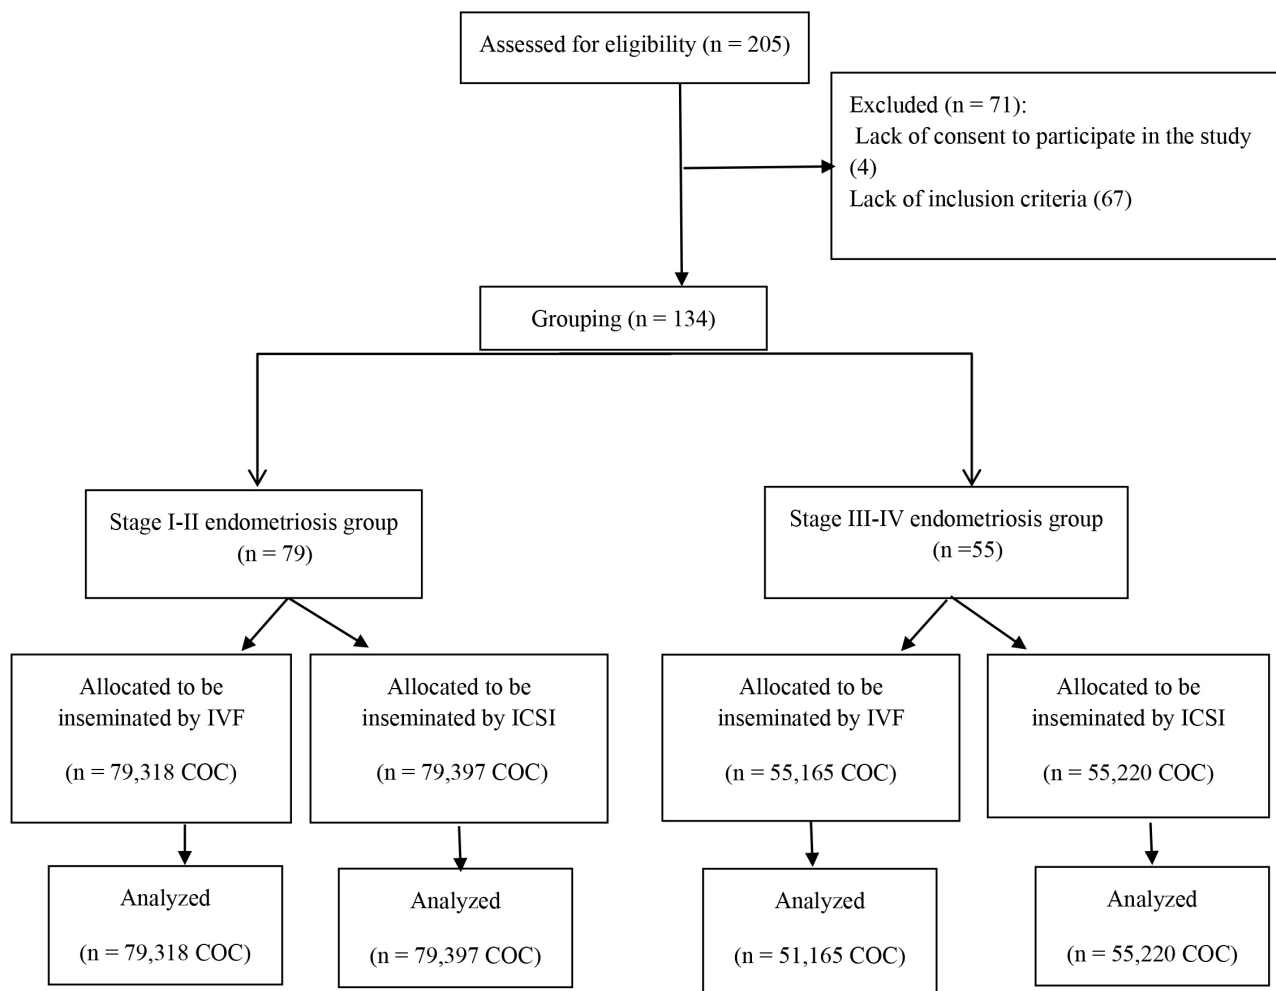 Assessed for eligibility (n = 205)
Excluded (n = 71):
Lack of consent to participate in the study
(4)
Lack of inclusion criteria (67)
Grouping (n = 134)
Stage I-II endometriosis group
(n = 79)
Stage III-IV endometriosis group
(n =55)
Allocated to be
inseminated by IVF
(n = 79,318 COC)
Allocated to be
inseminated by ICSI
(n = 79,397 COC)
Allocated to be
inseminated by IVF
(n = 55,165 COC)
Allocated to be
inseminated by ICSI
(n = 55,220 COC)
Analyzed
(n = 79,318 COC)
Analyzed
(n = 79,397 COC)
Analyzed
(n = 51,165 COC)
Analyzed
(n = 55,220 COC)